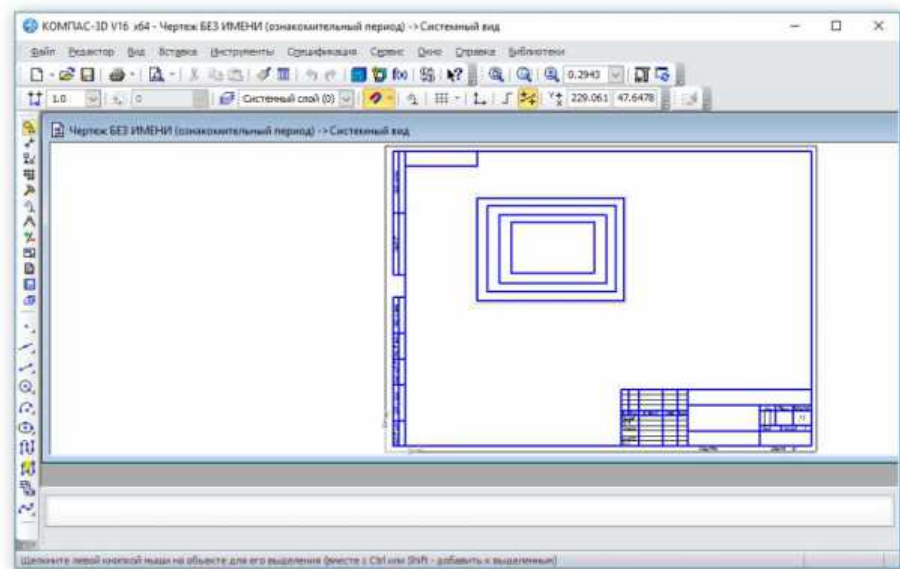 КОМПАС-3D V16 x64 - Чертеж БЕЗ ИМЕНИ (ознакомительный период) ->Системный вид
Файл Редактор Вид Вставка Инструменты Спецификация Сервис Окно Справка Библиотеки
f(x) 0.2943
1.0 0 Системный слой (0) 229.061 47.6478
Чертеж БЕЗ ИМЕНИ (ознакомительный период) ->Системный вид
Щелкните левой кнопкой мыши на объекте для его выделения (вместе с Ctrl или Shift - добавить к выделенным)